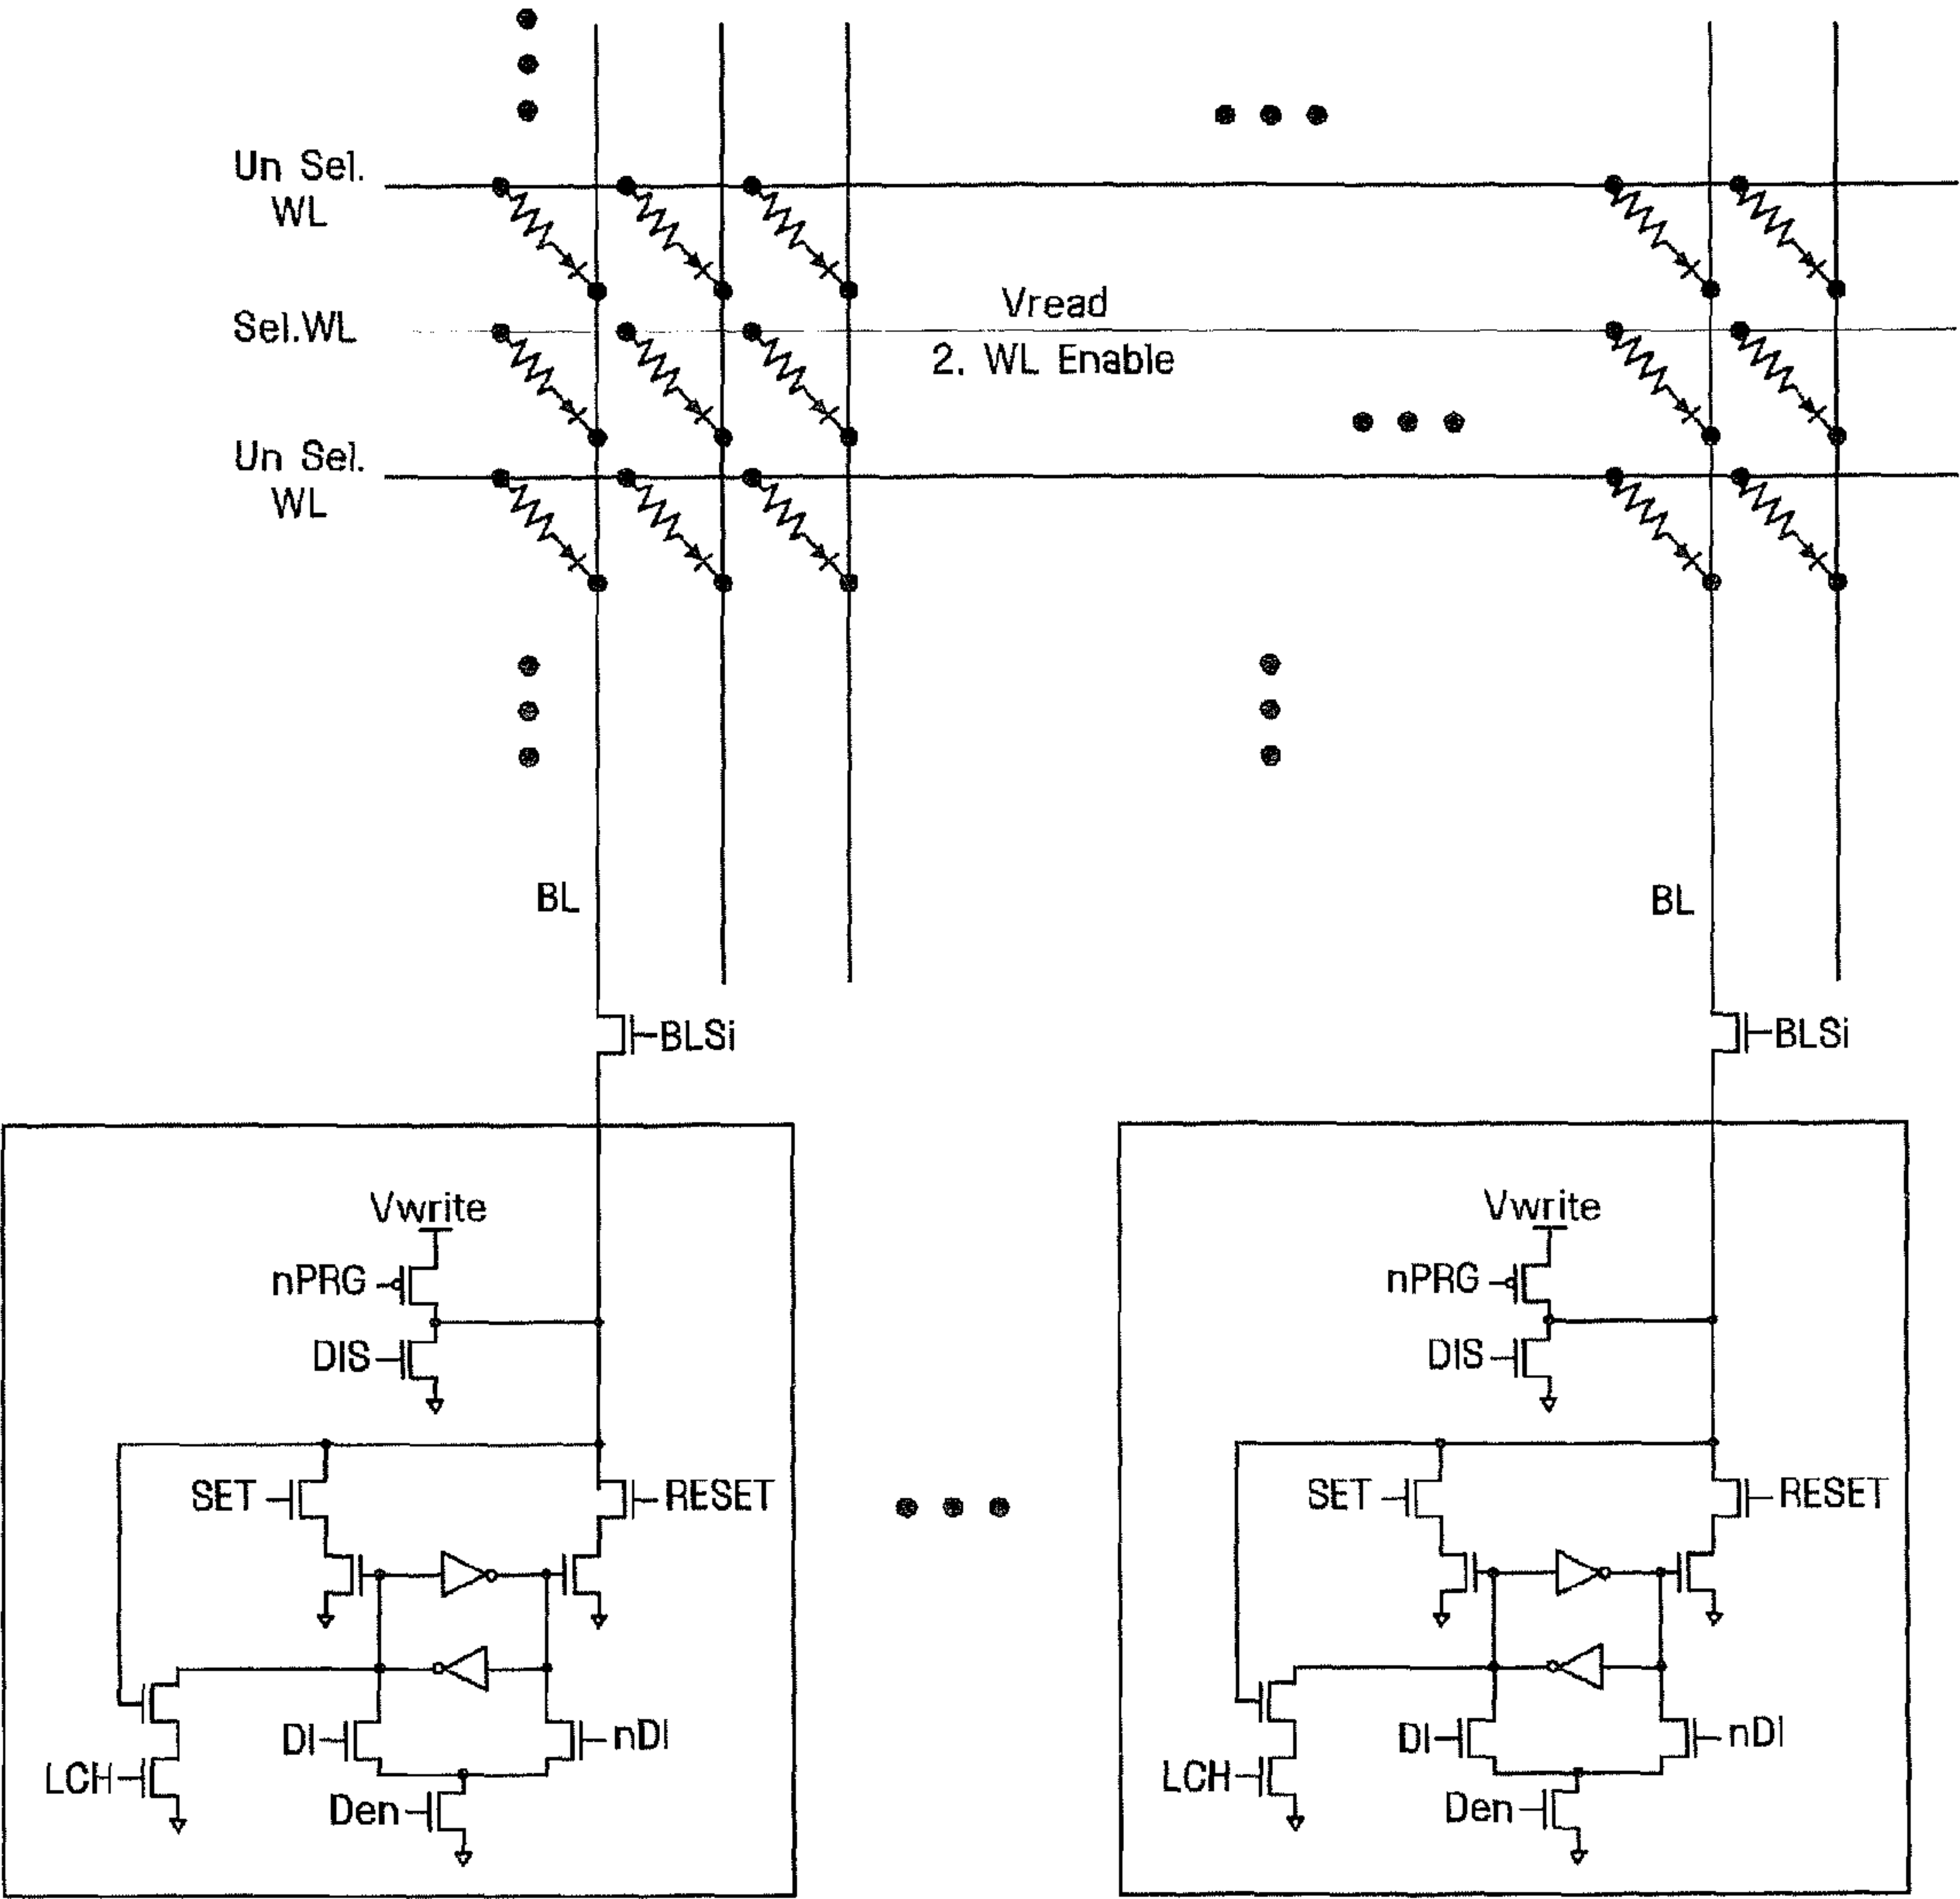 Un Sel.
WL
Sel.WL
Vread
2. WL Enable
Un Sel.
WL
BL
BL
BLSi
BLSi
Vwrite
Vwrite
nPRG
nPRG
DIS
DIS
SET
RESET
SET
RESET
DI
nDI
DI
nDI
LCH
LCH
Den
Den